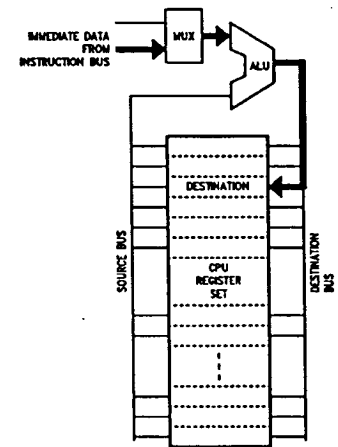 IMMEDIATE DATA
FROM
INSTRUCTION BUS
MUX
ALU
DESTINATION
CPU
REGISTER
SET
SOURCE BUS
DESTINATION
BUS